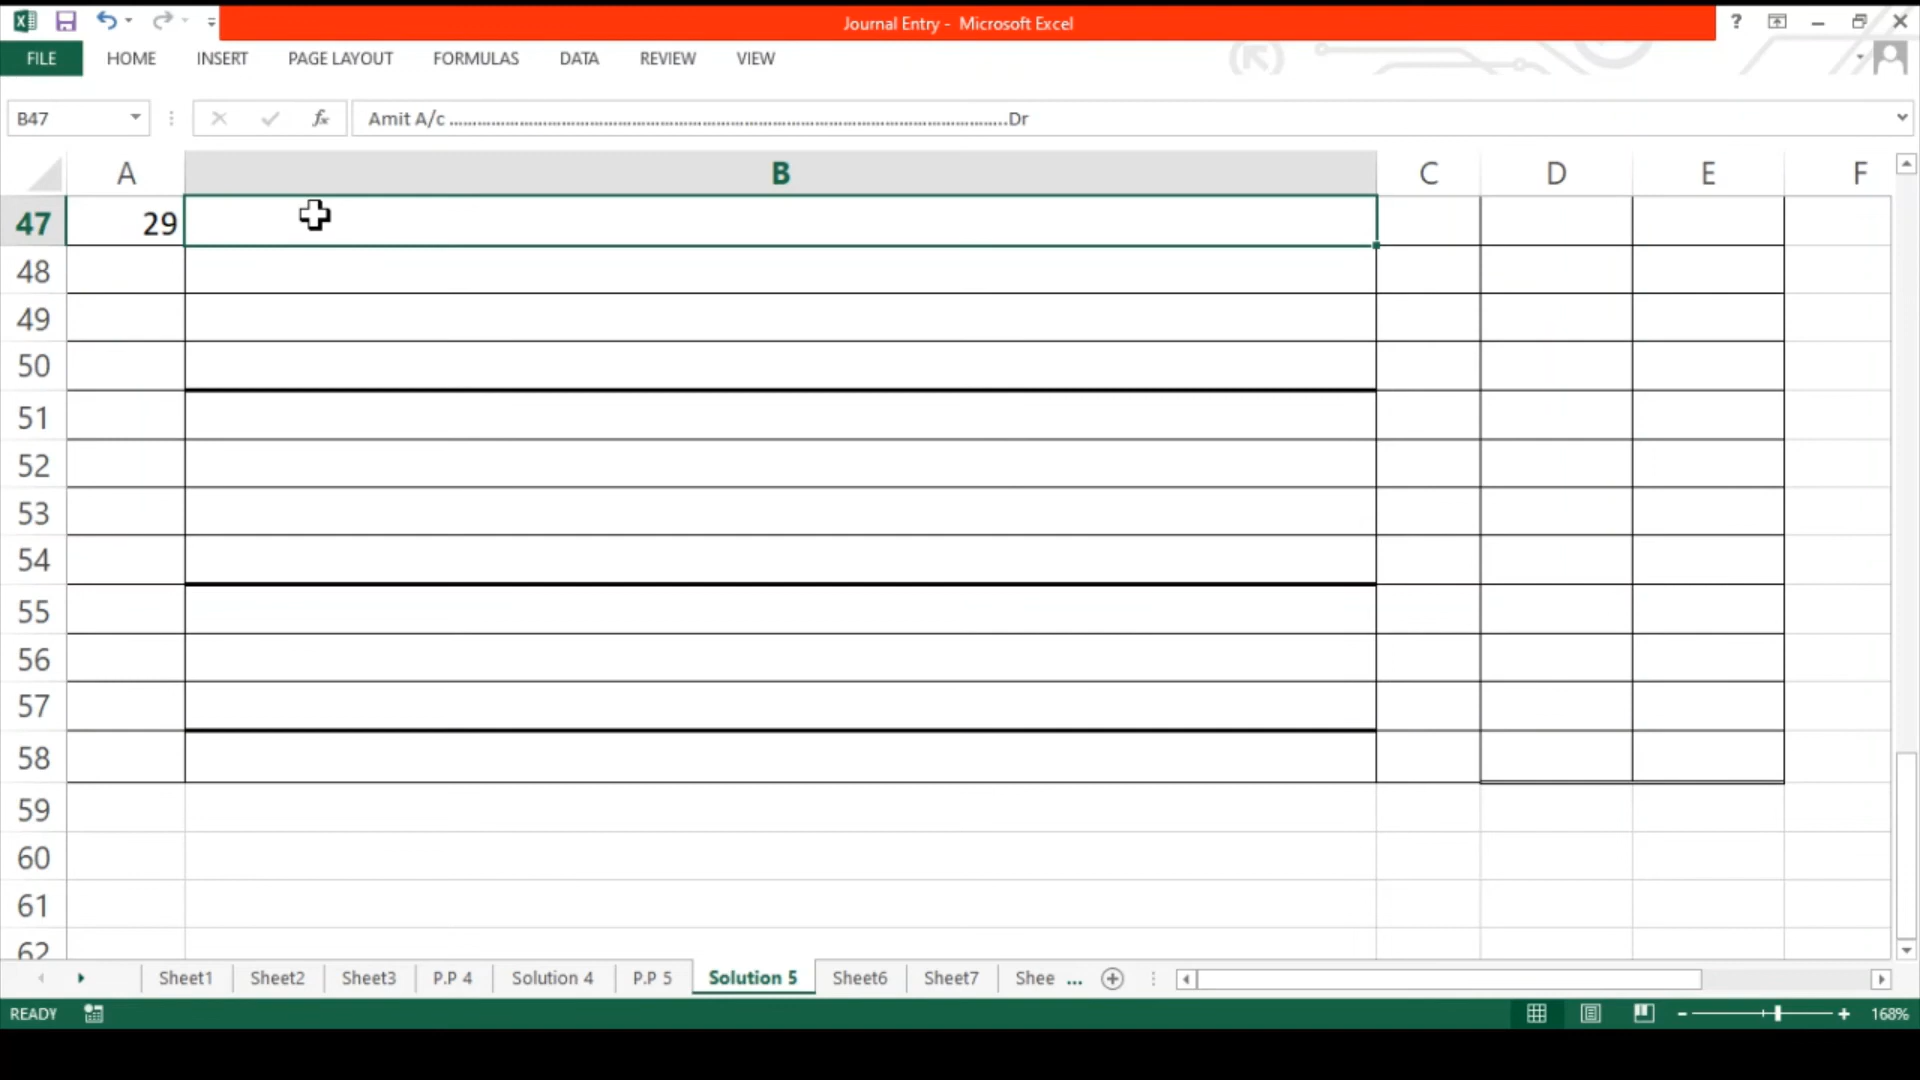 Journal Entry - Microsoft Excel
?
FILE HOME INSERT PAGE LAYOUT FORMULAS DATA REVIEW VIEW
B47 fx Amit A/c ........................................................................................................................Dr
A B C D E F
47 29
48
49
50
51
52
53
54
55
56
57
58
59
60
61
62
Sheet1 Sheet2 Sheet3 P.P 4 Solution 4 P.P 5 Solution 5 Sheet6 Sheet7 Shee ...
READY 168%